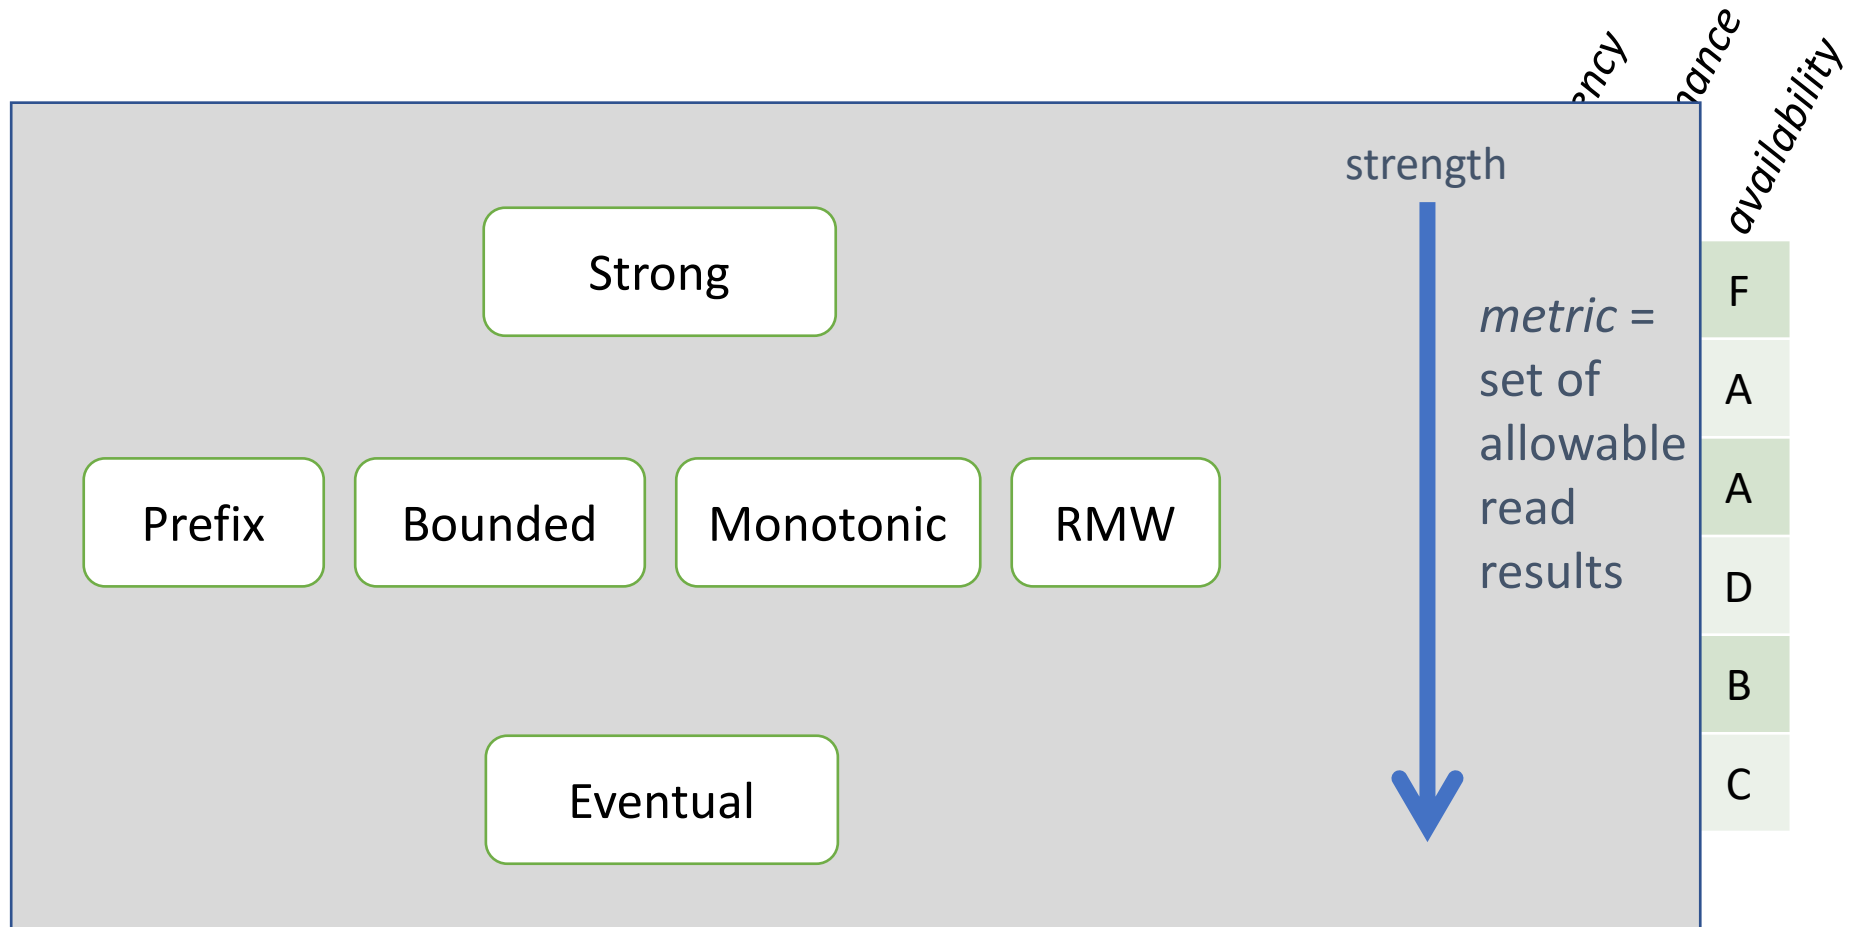 availability
strength
Strong
metric =
set of
allowable
read
results
Prefix
Bounded
Monotonic
RMW
Eventual
F
A
A
D
B
C